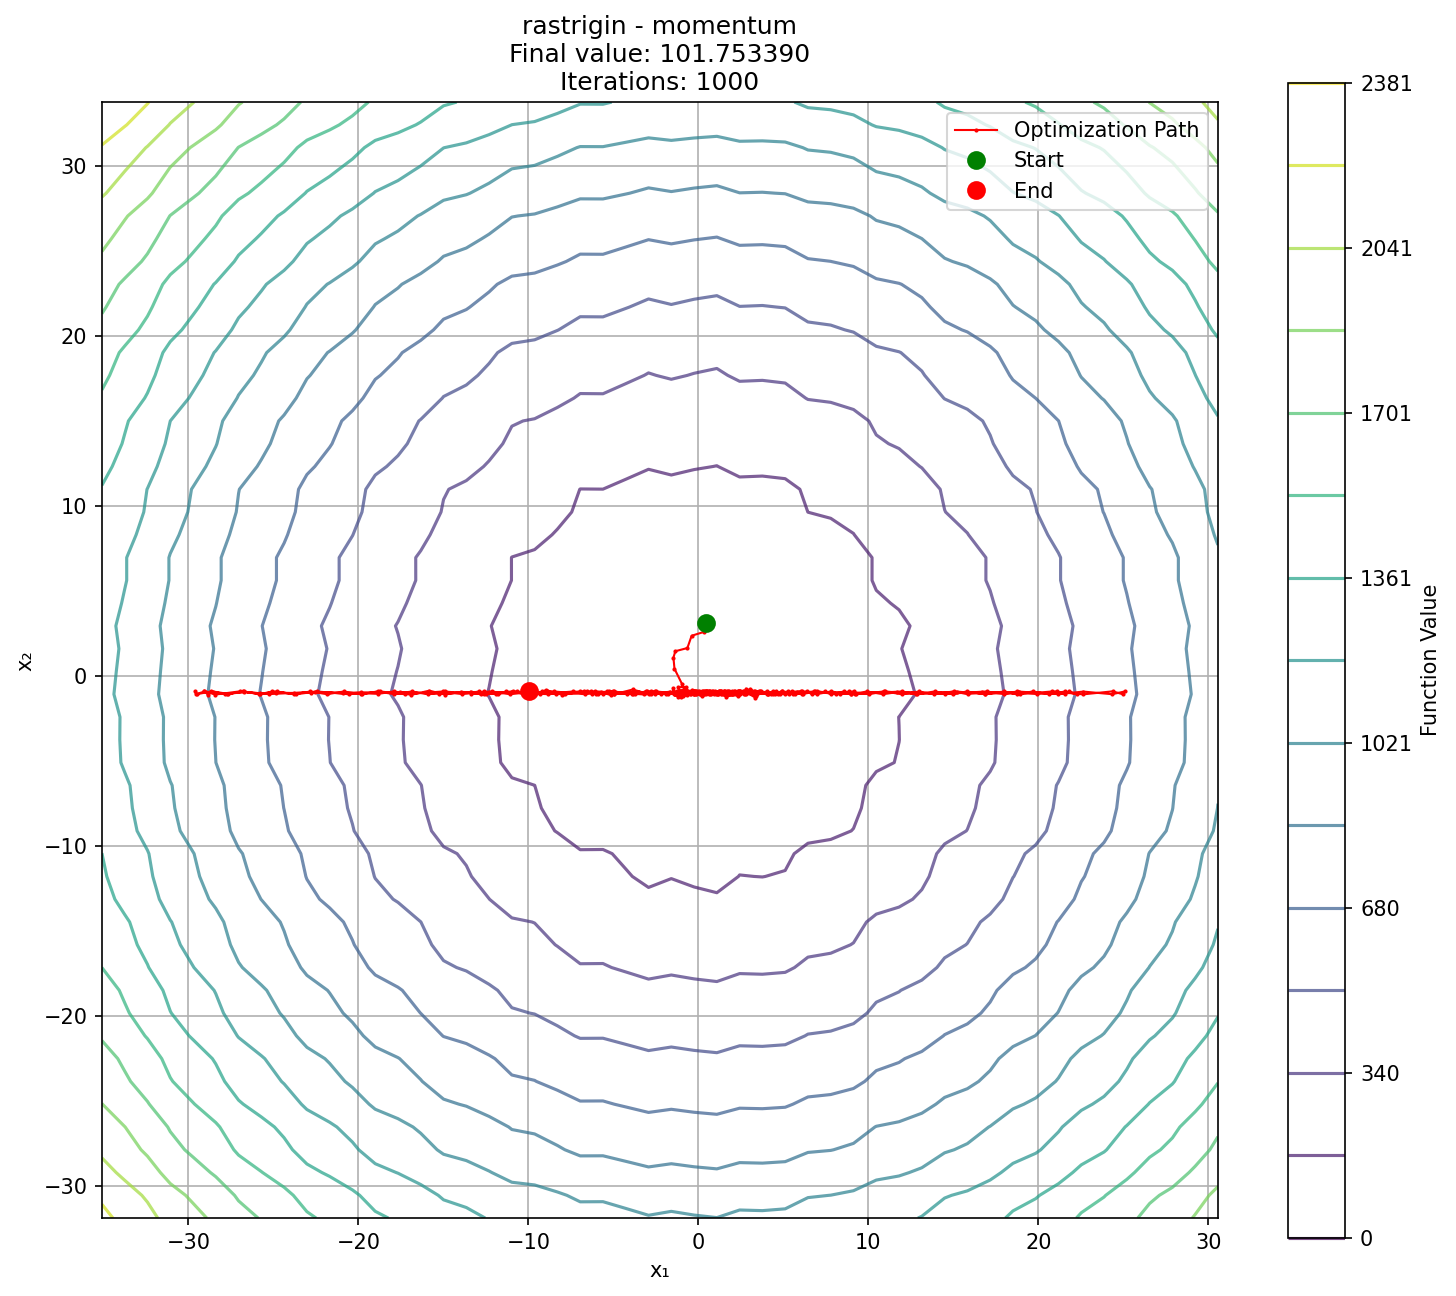 rastrigin - momentum
Final value: 101.753390
Iterations: 1000
Optimization Path
Start
End
30
20
10
0
−10
−20
−30
x₂
−30
−20
−10
0
10
20
30
x₁
2381
2041
1701
1361
1021
680
340
0
Function Value